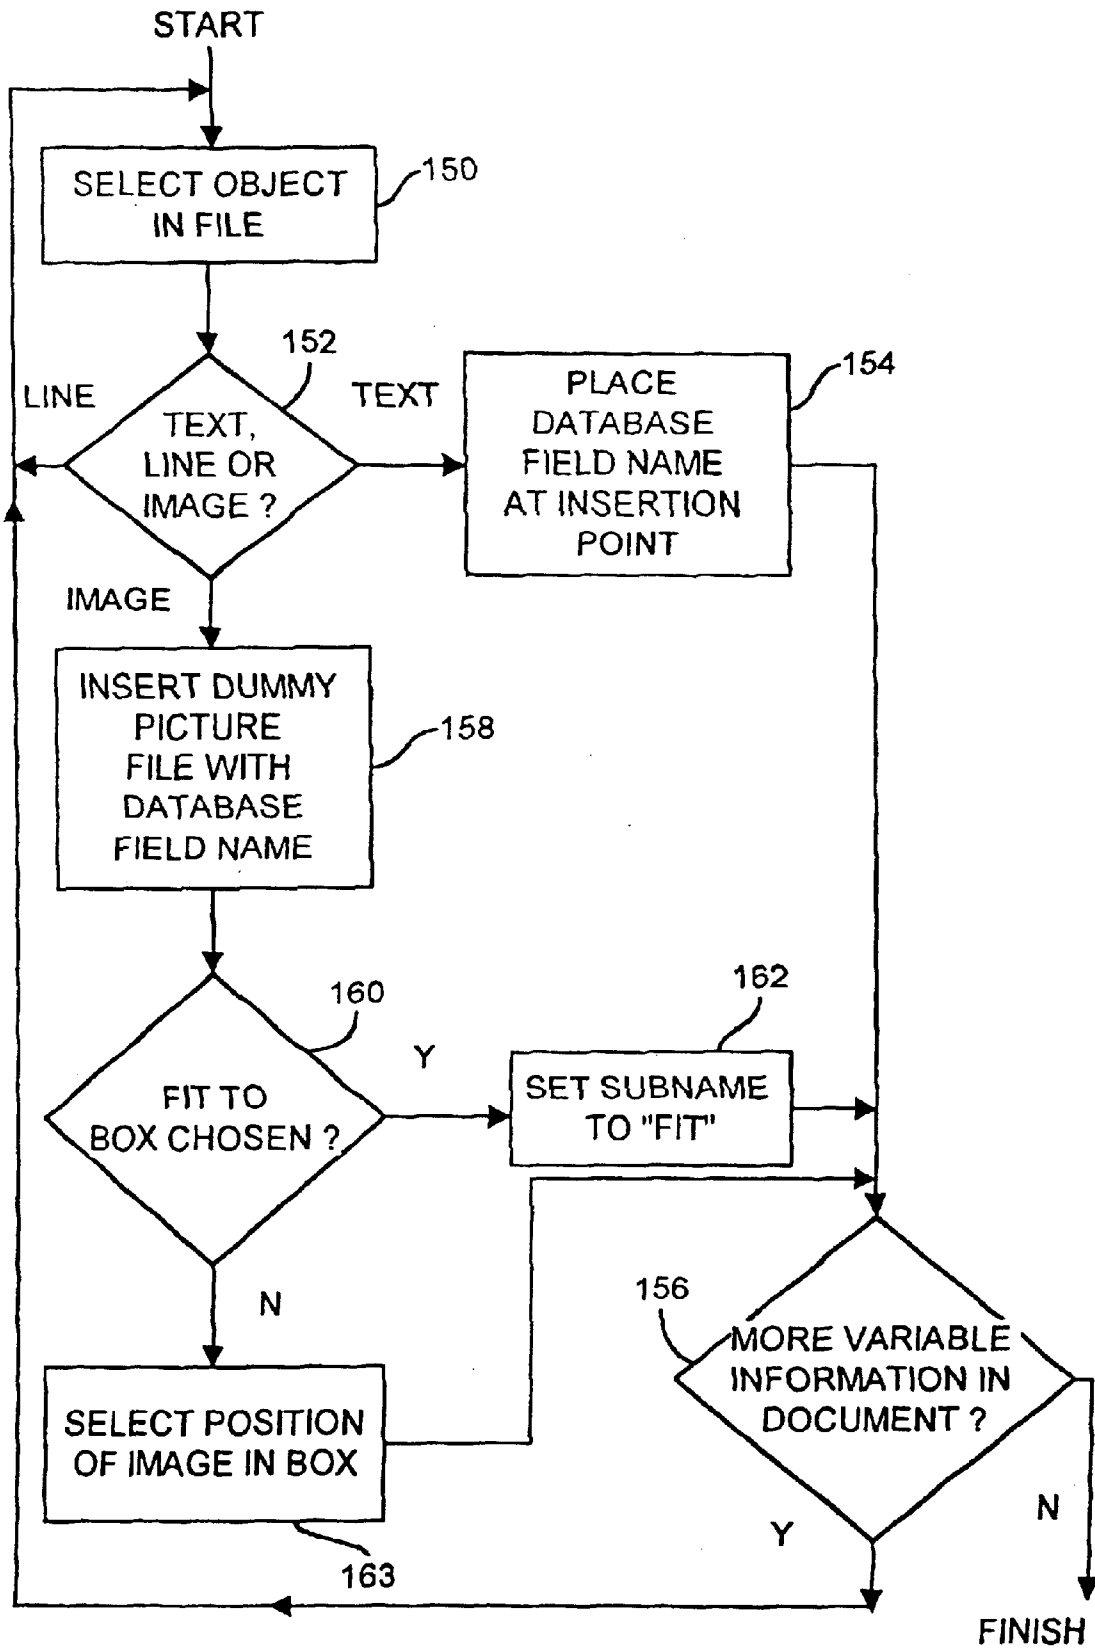 START
SELECT OBJECT
IN FILE
150
152
LINE
TEXT
TEXT,
LINE OR
IMAGE ?
PLACE
DATABASE
FIELD NAME
AT INSERTION
POINT
154
IMAGE
INSERT DUMMY
PICTURE
FILE WITH
DATABASE
FIELD NAME
158
160
FIT TO
BOX CHOSEN ?
Y
162
SET SUBNAME
TO "FIT"
N
156
MORE VARIABLE
INFORMATION IN
DOCUMENT ?
SELECT POSITION
OF IMAGE IN BOX
163
Y
N
FINISH